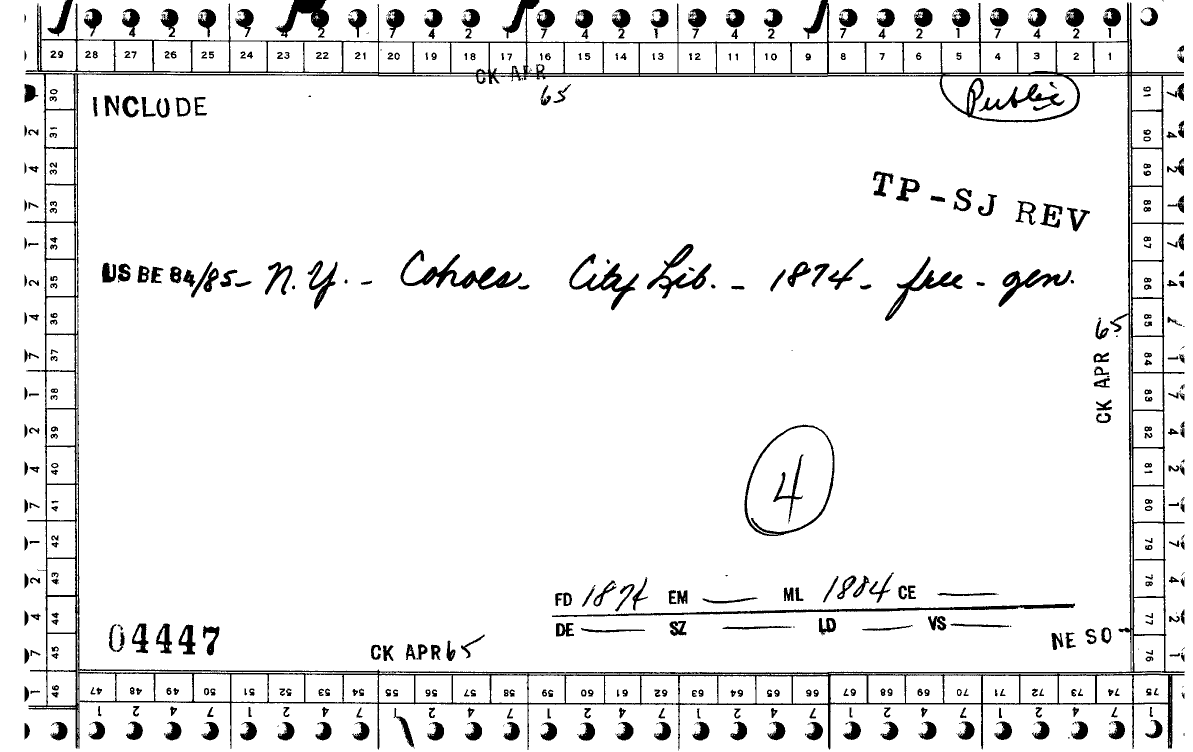 7 4 2 1 7 4 2 1 7 4 2 1 7 4 2 1 7 4 2 1 7 4 2 1 7 4 2 1
29 28 27 26 25 24 23 22 21 20 19 18 17 16 15 14 13 12 11 10 9 8 7 6 5 4 3 2 1
CK APR 65
INCLUDE
Public
TP-SJ REV
US BE 84/85 - N.Y. - Cohoes - City Lib. - 1874 - free - gen.
CK APR 65
4
FD 1874 EM — ML 1884 CE —
DE — SZ — LD — VS —
NE SO -
04447
CK APR 65
30 31 32 33 34 35 36 37 38 39 40 41 42 43 44 45 46
91 90 89 88 87 86 85 84 83 82 81 80 79 78 77 76 75
47 48 49 50 51 52 53 54 55 56 57 58 59 60 61 62 63 64 65 66 67 68 69 70 71 72 73 74 75
1 2 4 7 1 2 4 7 1 2 4 7 1 2 4 7 1 2 4 7 1 2 4 7 1 2 4 7 1